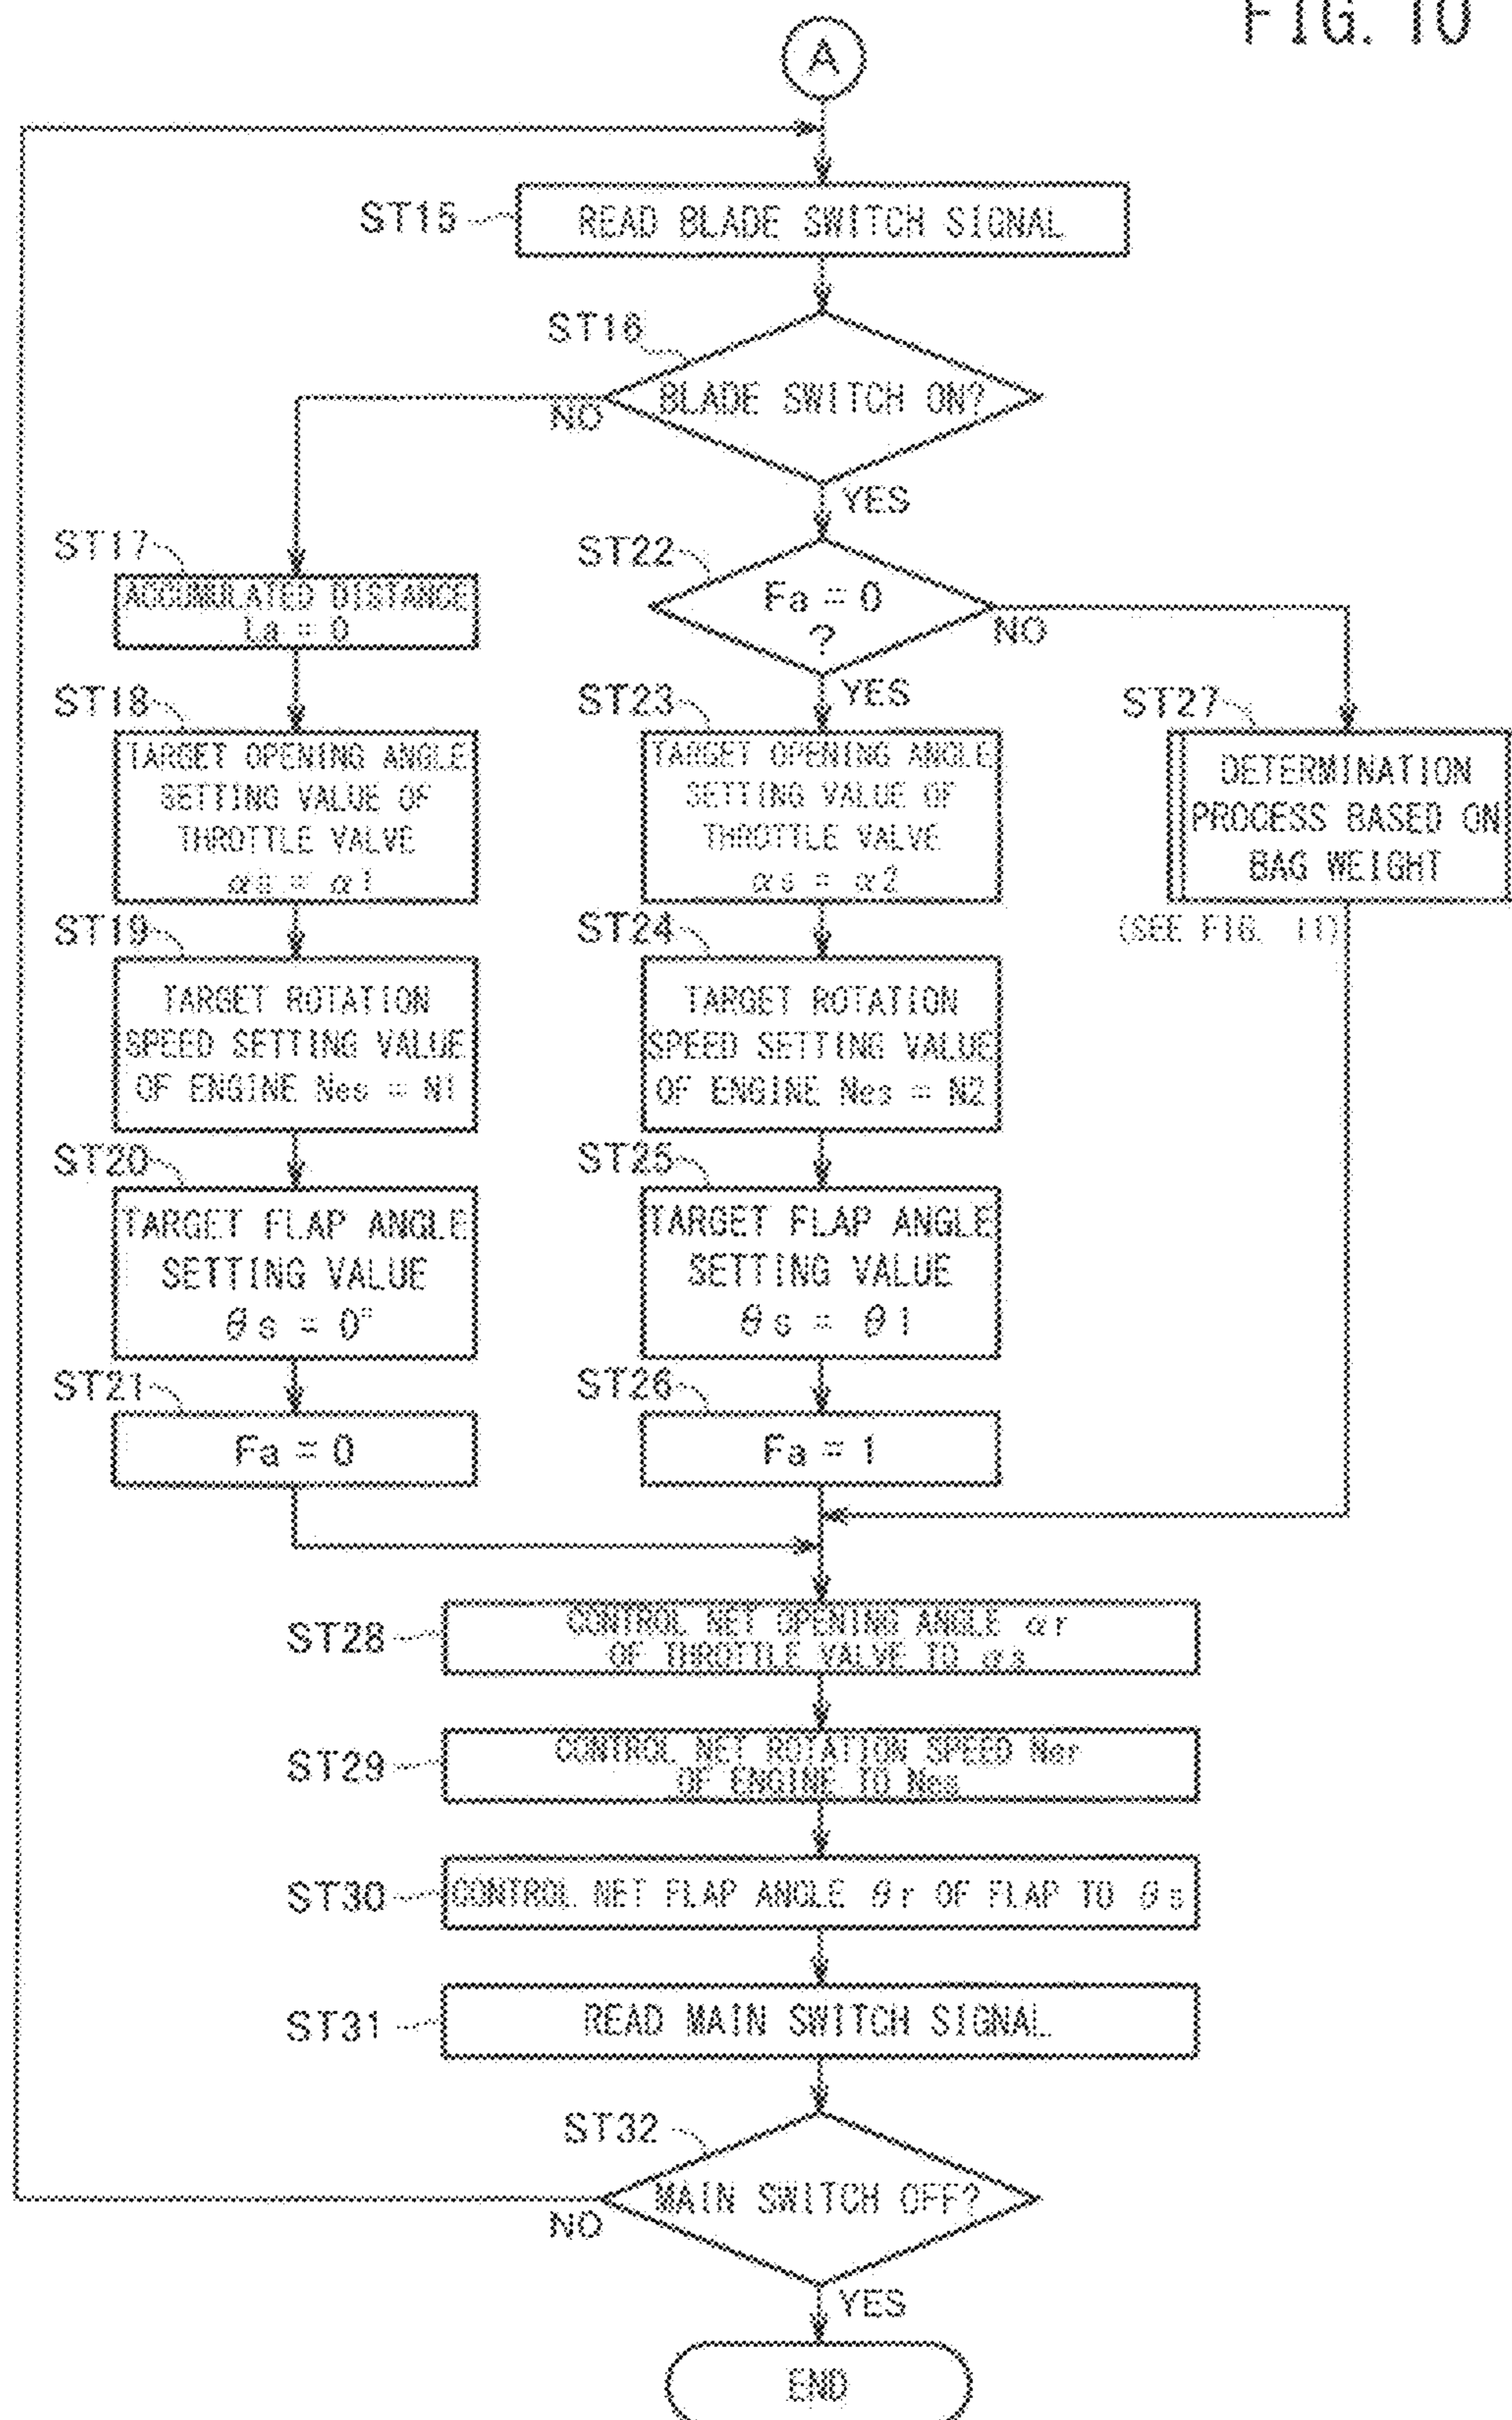 FIG. 10
A
ST15
READ BLADE SWITCH SIGNAL
ST16
BLADE SWITCH ON?
NO
YES
ST17
ACCUMULATED DISTANCE
La = 0
ST22
Fa = 0
?
NO
YES
ST18
TARGET OPENING ANGLE
SETTING VALUE OF
THROTTLE VALVE
αs = α1
ST23
TARGET OPENING ANGLE
SETTING VALUE OF
THROTTLE VALVE
αs = α2
ST27
DETERMINATION
PROCESS BASED ON
BAG WEIGHT
(SEE FIG. 11)
ST19
TARGET ROTATION
SPEED SETTING VALUE
OF ENGINE Nes = N1
ST24
TARGET ROTATION
SPEED SETTING VALUE
OF ENGINE Nes = N2
ST20
TARGET FLAP ANGLE
SETTING VALUE
θs = 0°
ST25
TARGET FLAP ANGLE
SETTING VALUE
θs = θ1
ST21
Fa = 0
ST26
Fa = 1
ST28
CONTROL NET OPENING ANGLE αr
OF THROTTLE VALVE TO αs
ST29
CONTROL NET ROTATION SPEED Ner
OF ENGINE TO Nes
ST30
CONTROL NET FLAP ANGLE θr OF FLAP TO θs
ST31
READ MAIN SWITCH SIGNAL
ST32
MAIN SWITCH OFF?
NO
YES
END